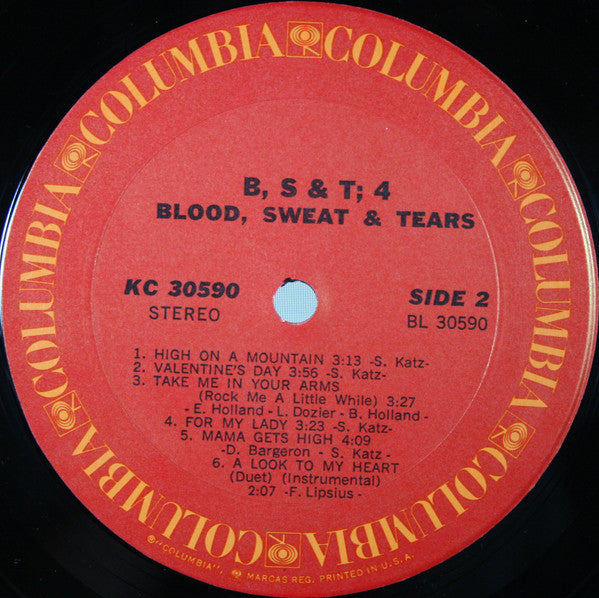 COLUMBIA COLUMBIA COLUMBIA COLUMBIA COLUMBIA COLUMBIA COLUMBIA
B, S & T; 4
BLOOD, SWEAT & TEARS
KC 30590
STEREO
SIDE 2
BL 30590
1. HIGH ON A MOUNTAIN 3:13 -S. Katz-
2. VALENTINE'S DAY 3:56 -S. Katz-
3. TAKE ME IN YOUR ARMS
(Rock Me A Little While) 3:27
- E. Holland - L. Dozier - B. Holland -
4. FOR MY LADY 3:23 -S. Katz-
5. MAMA GETS HIGH 4:09
-D. Bargeron - S. Katz -
6. A LOOK TO MY HEART
(Duet) (Instrumental)
2:07 -F. Lipsius -
®"COLUMBIA", MARCAS REG. PRINTED IN U.S.A.